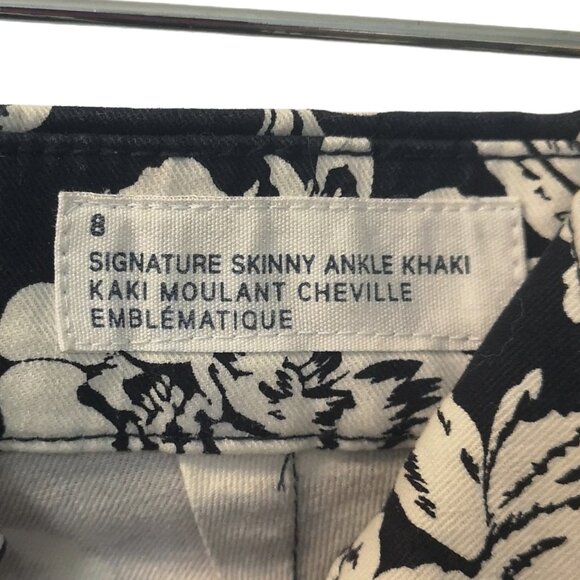 8
SIGNATURE SKINNY ANKLE KHAKI
KAKI MOULANT CHEVILLE
EMBLÉMATIQUE